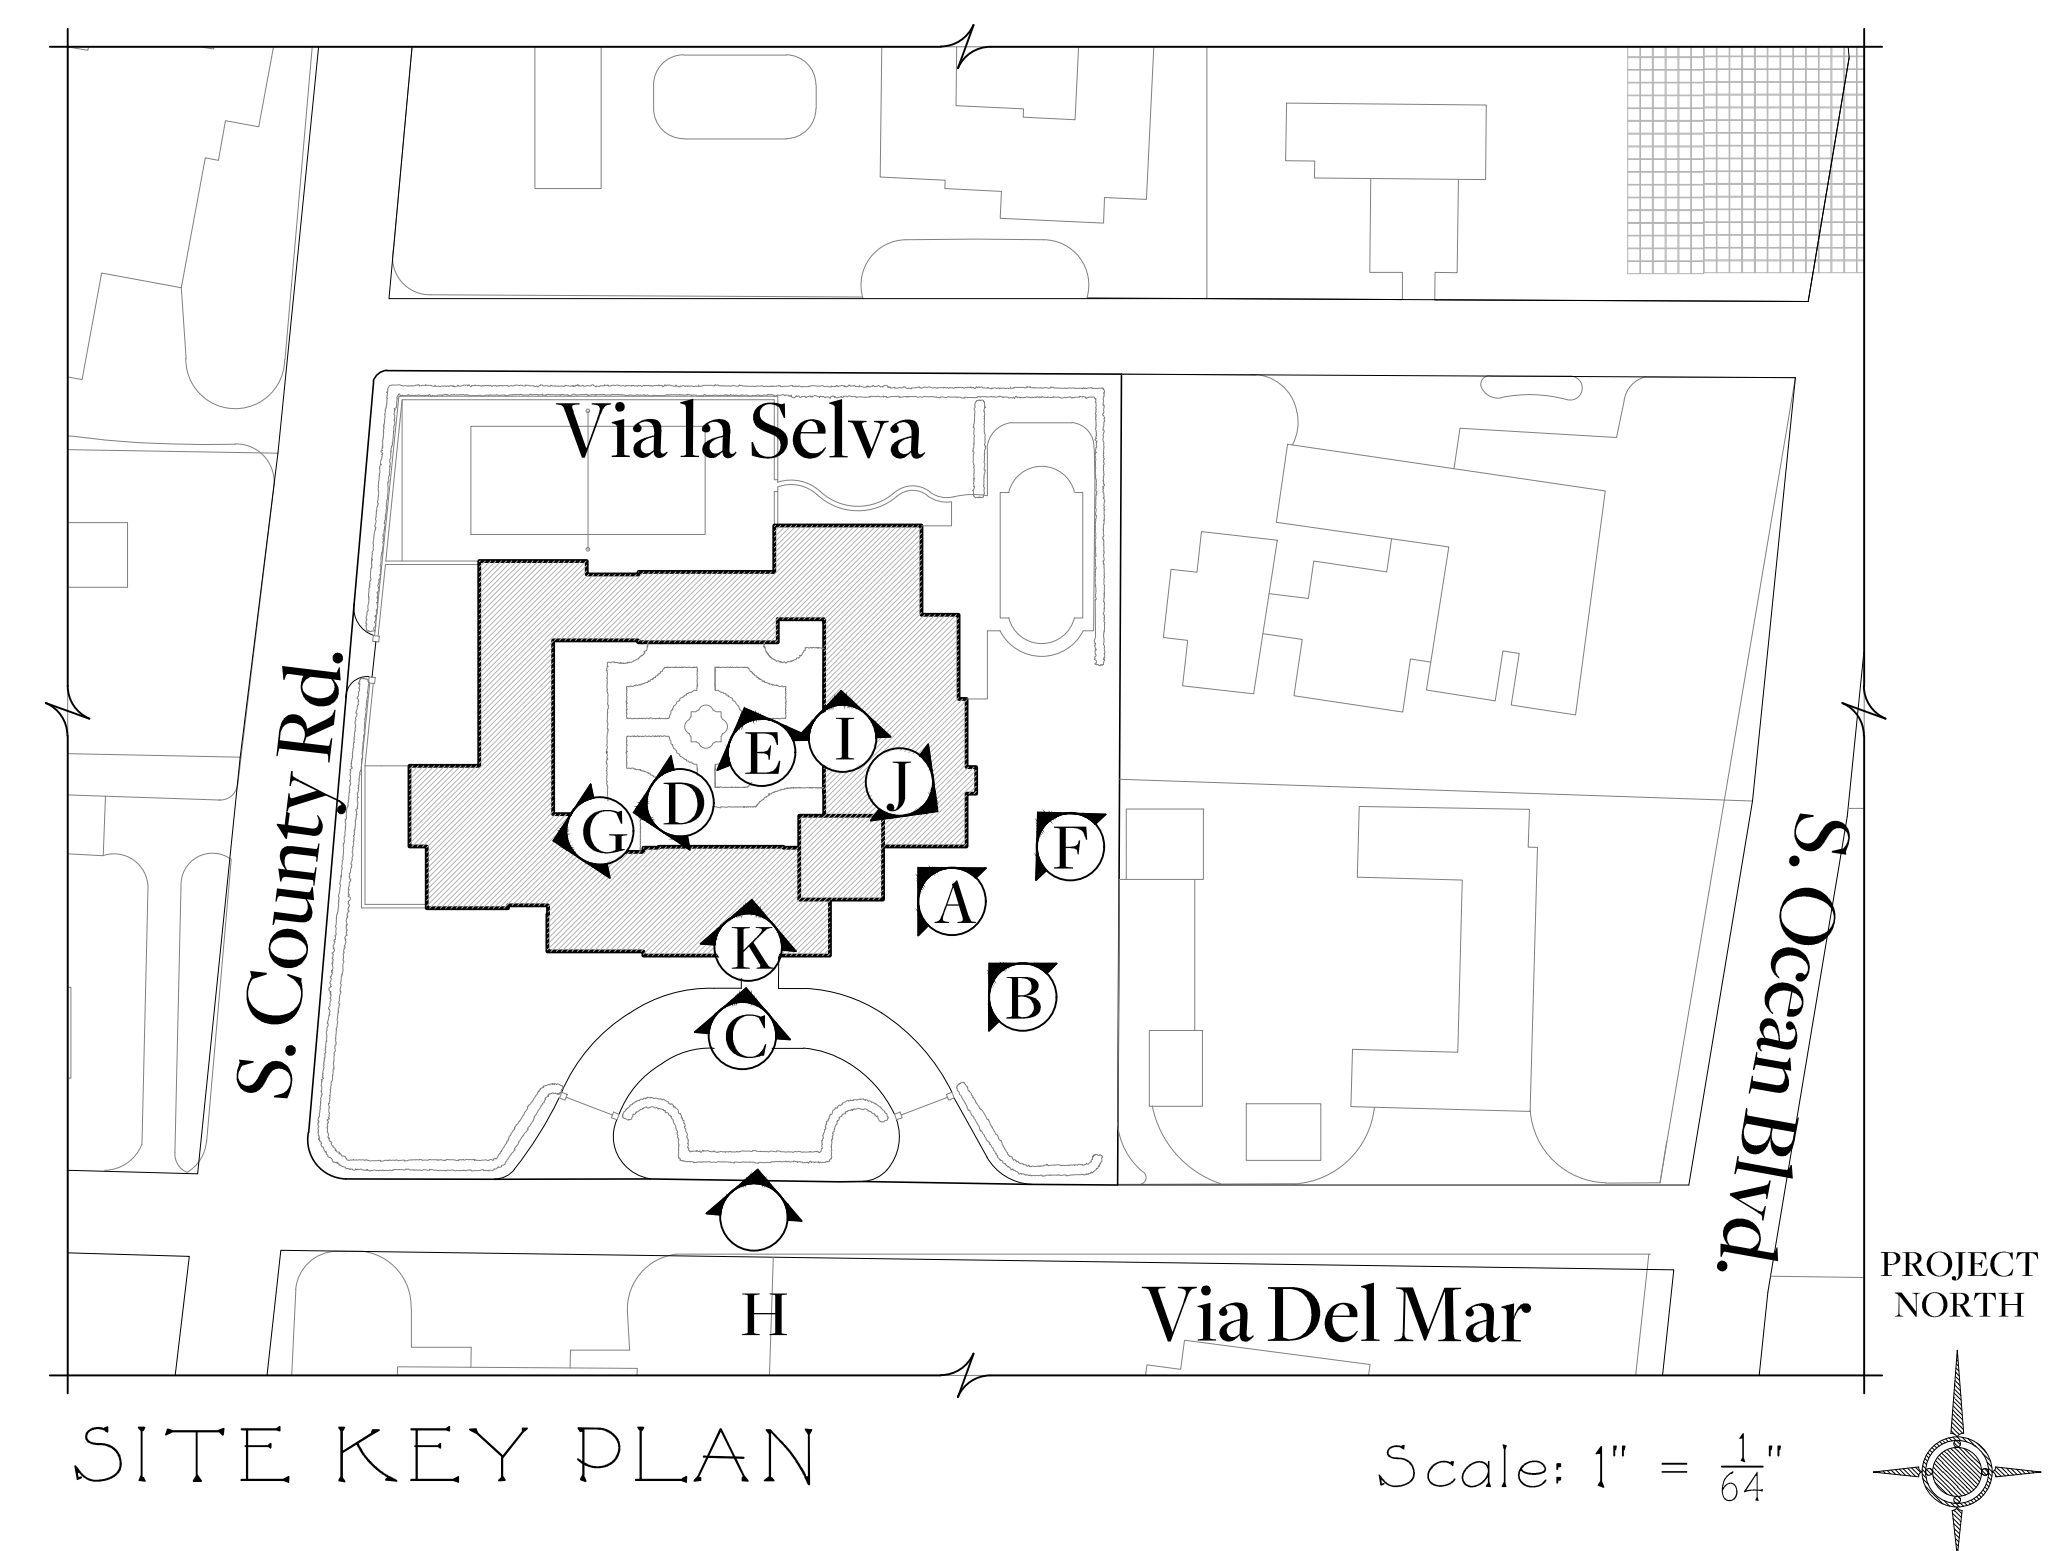 Via la Selva
S. County Rd.
S. Ocean Blvd.
E
I
D
J
G
F
A
K
B
C
H
Via Del Mar
PROJECT
NORTH
SITE KEY PLAN
Scale: 1" = 1/64"